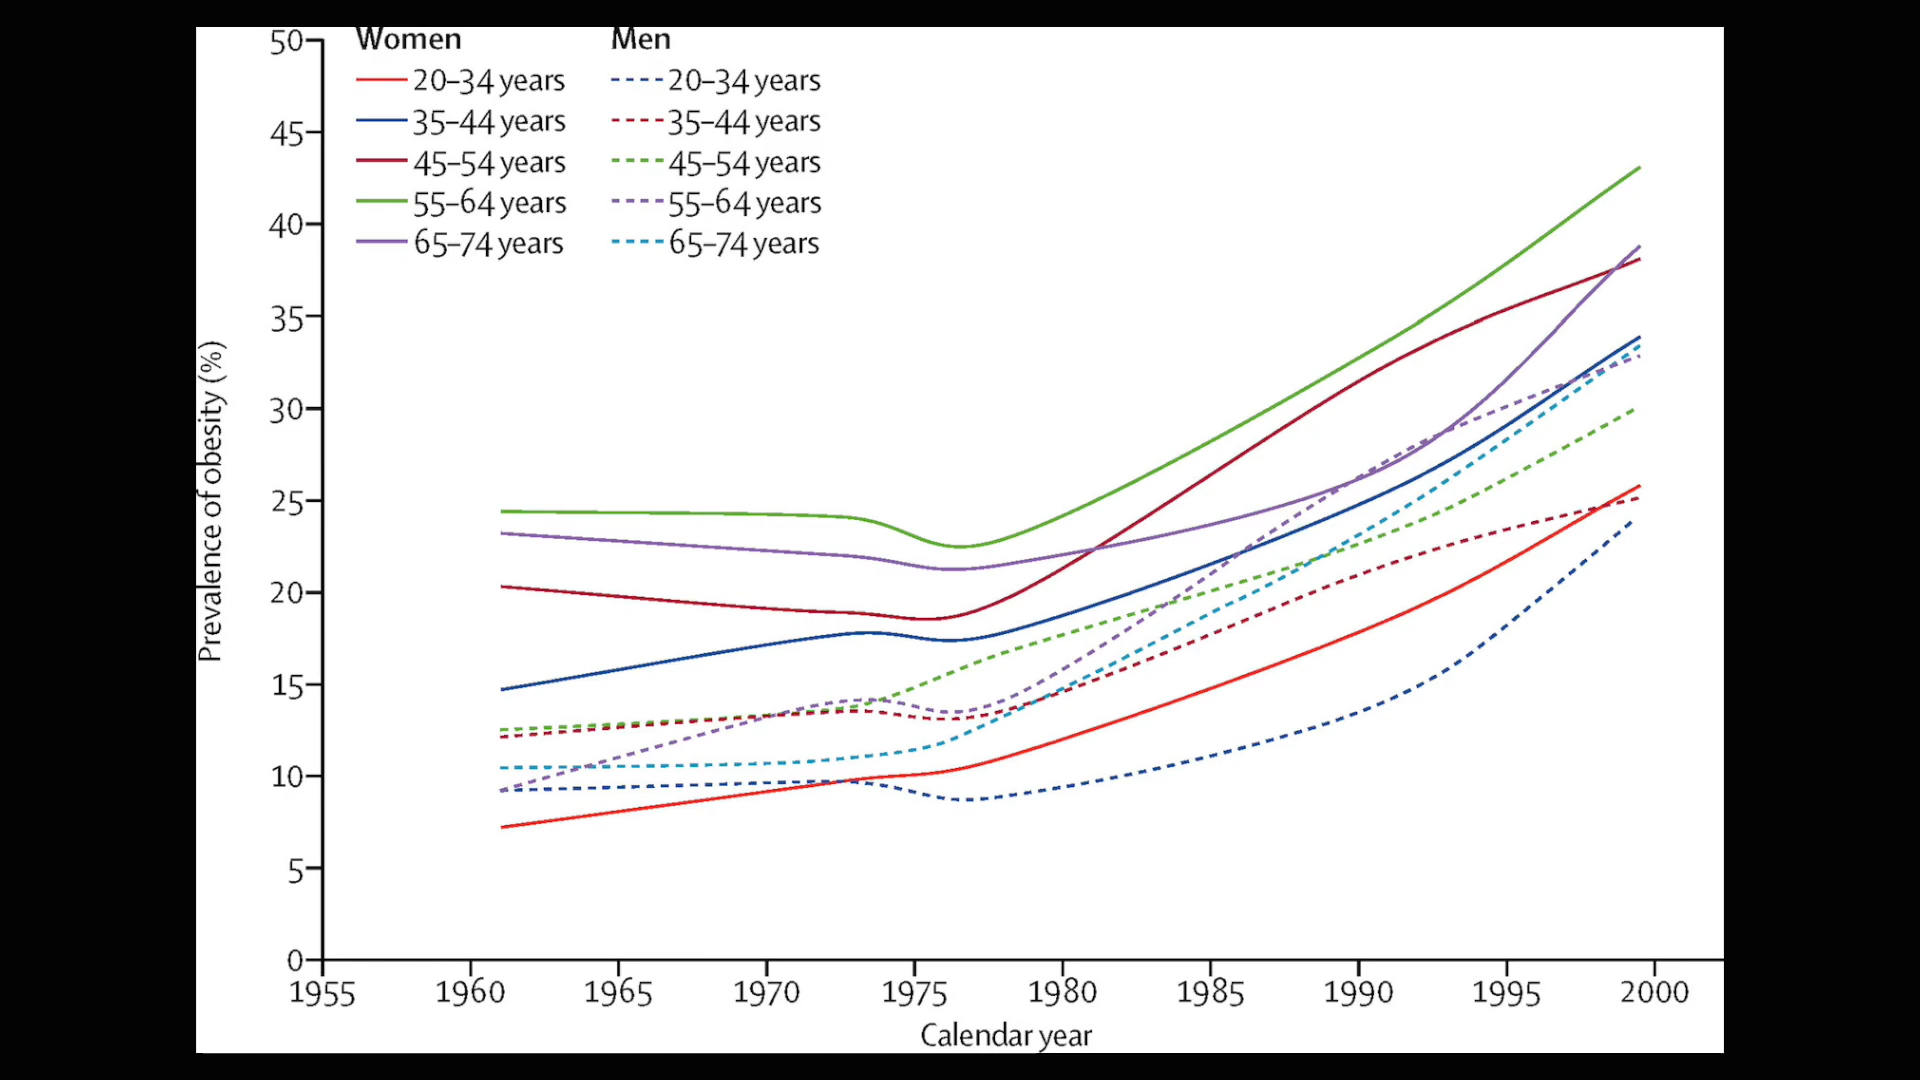 Women
20–34 years
35–44 years
45–54 years
55–64 years
65–74 years
Men
20–34 years
35–44 years
45–54 years
55–64 years
65–74 years
Prevalence of obesity (%)
50
45
40
35
30
25
20
15
10
5
0
1955 1960 1965 1970 1975 1980 1985 1990 1995 2000
Calendar year